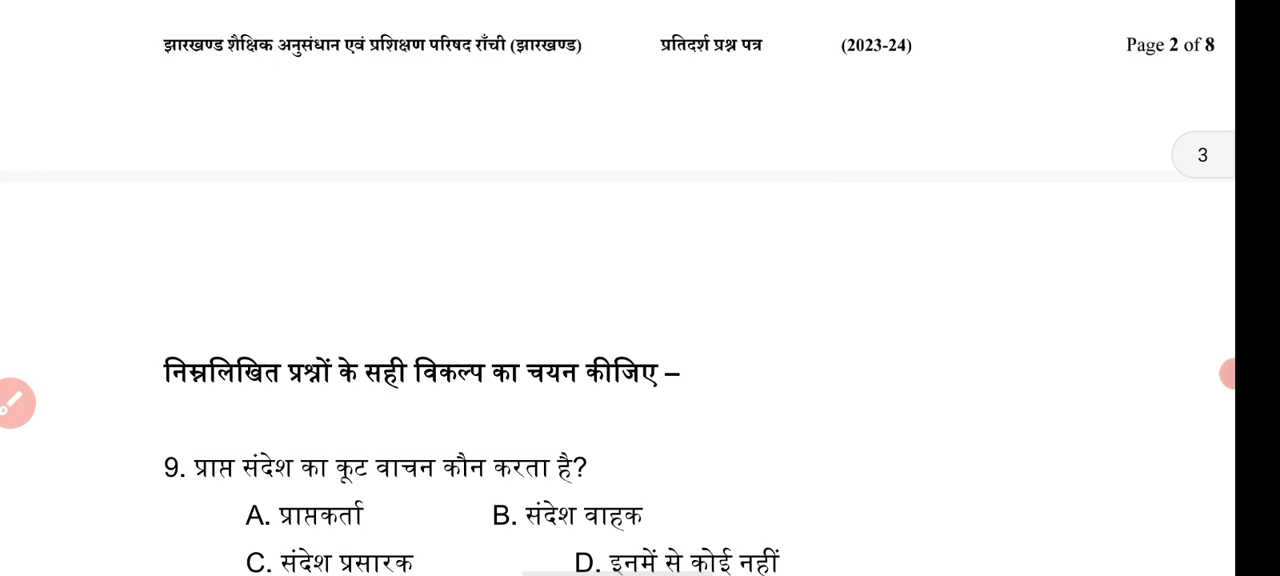 झारखण्ड शैक्षिक अनुसंधान एवं प्रशिक्षण परिषद राँची (झारखण्ड) प्रतिदर्श प्रश्न पत्र (2023-24) Page 2 of 8
3
निम्नलिखित प्रश्नों के सही विकल्प का चयन कीजिए –
9. प्राप्त संदेश का कूट वाचन कौन करता है?
A. प्राप्तकर्ता B. संदेश वाहक
C. संदेश प्रसारक D. इनमें से कोई नहीं